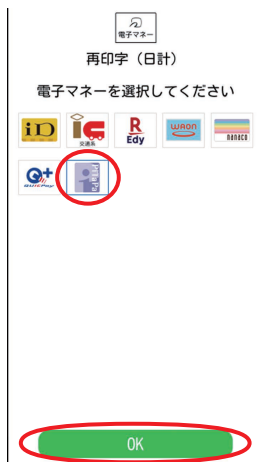 電子マネー
再印字（日計）
電子マネーを選択してください
iD
交通系
R
Edy
WAON
nanaco
Q+
QUICPay
PiTaPa
OK